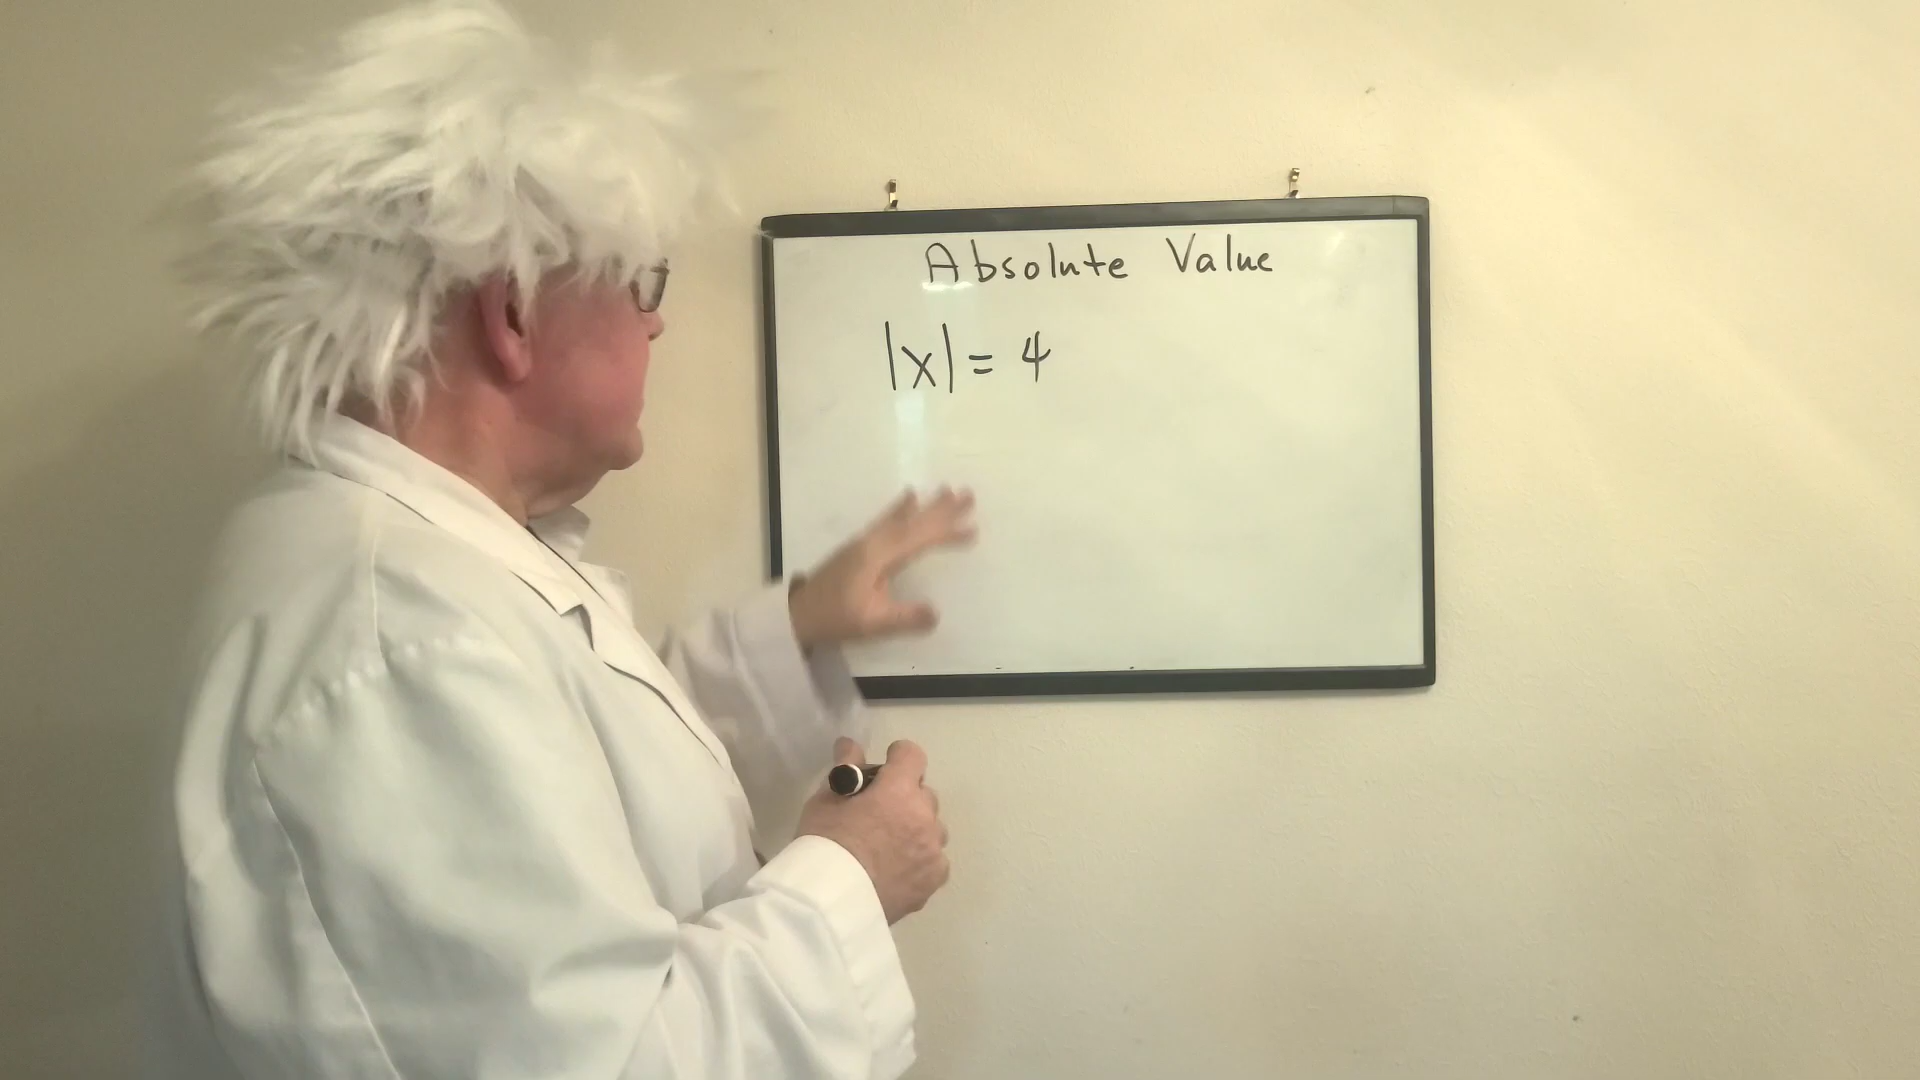 Absolute Value
|x| = 4